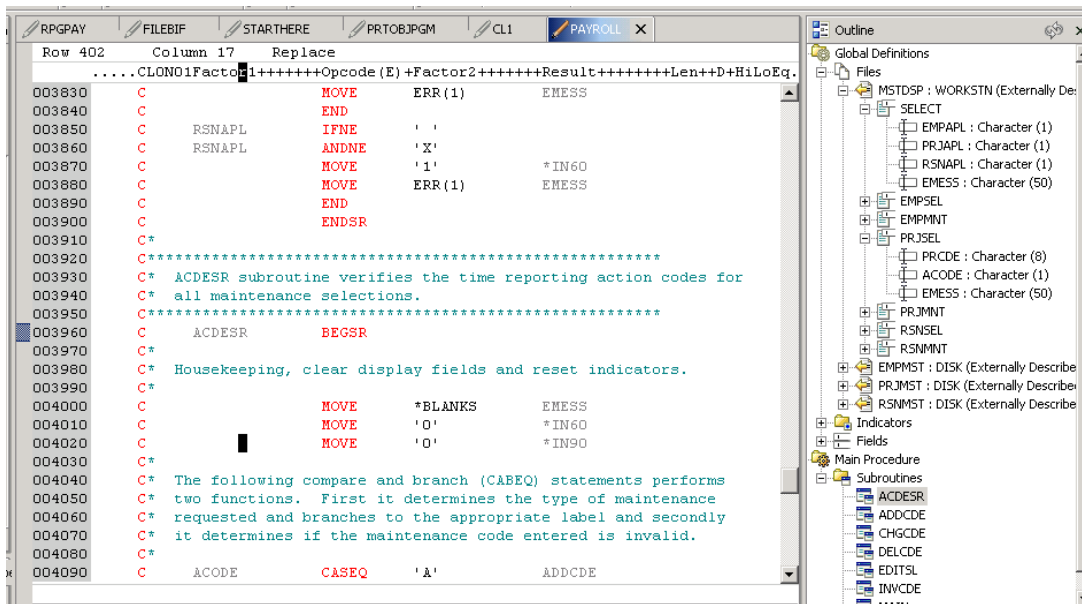 RPGPAY FILEBIF STARTHERE PRTOBJPGM CL1 PAYROLL
Row 402 Column 17 Replace
.....CL0N01Factor1+++++++Opcode(E)+Factor2+++++++Result++++++++Len++D+HiLoEq.
003830 C MOVE ERR(1) EMESS
003840 C END
003850 C RSNAPL IFNE ' '
003860 C RSNAPL ANDNE 'X'
003870 C MOVE '1' *IN60
003880 C MOVE ERR(1) EMESS
003890 C END
003900 C ENDSR
003910 C*
003920 C********************************************************
003930 C* ACDESR subroutine verifies the time reporting action codes for
003940 C* all maintenance selections.
003950 C********************************************************
003960 C ACDESR BEGSR
003970 C*
003980 C* Housekeeping, clear display fields and reset indicators.
003990 C*
004000 C MOVE *BLANKS EMESS
004010 C MOVE '0' *IN60
004020 C MOVE '0' *IN90
004030 C*
004040 C* The following compare and branch (CABEQ) statements performs
004050 C* two functions. First it determines the type of maintenance
004060 C* requested and branches to the appropriate label and secondly
004070 C* it determines if the maintenance code entered is invalid.
004080 C*
004090 C ACODE CASEQ 'A' ADDCDE
Outline
Global Definitions
Files
MSTDSP : WORKSTN (Externally De
SELECT
EMPAPL : Character (1)
PRJAPL : Character (1)
RSNAPL : Character (1)
EMESS : Character (50)
EMPSEL
EMPMNT
PRJSEL
PRCDE : Character (8)
ACODE : Character (1)
EMESS : Character (50)
PRJMNT
RSNSEL
RSNMNT
EMPMST : DISK (Externally Describe
PRJMST : DISK (Externally Describe
RSNMST : DISK (Externally Describe
Indicators
Fields
Main Procedure
Subroutines
ACDESR
ADDCDE
CHGCDE
DELCDE
EDITSL
INVCDE